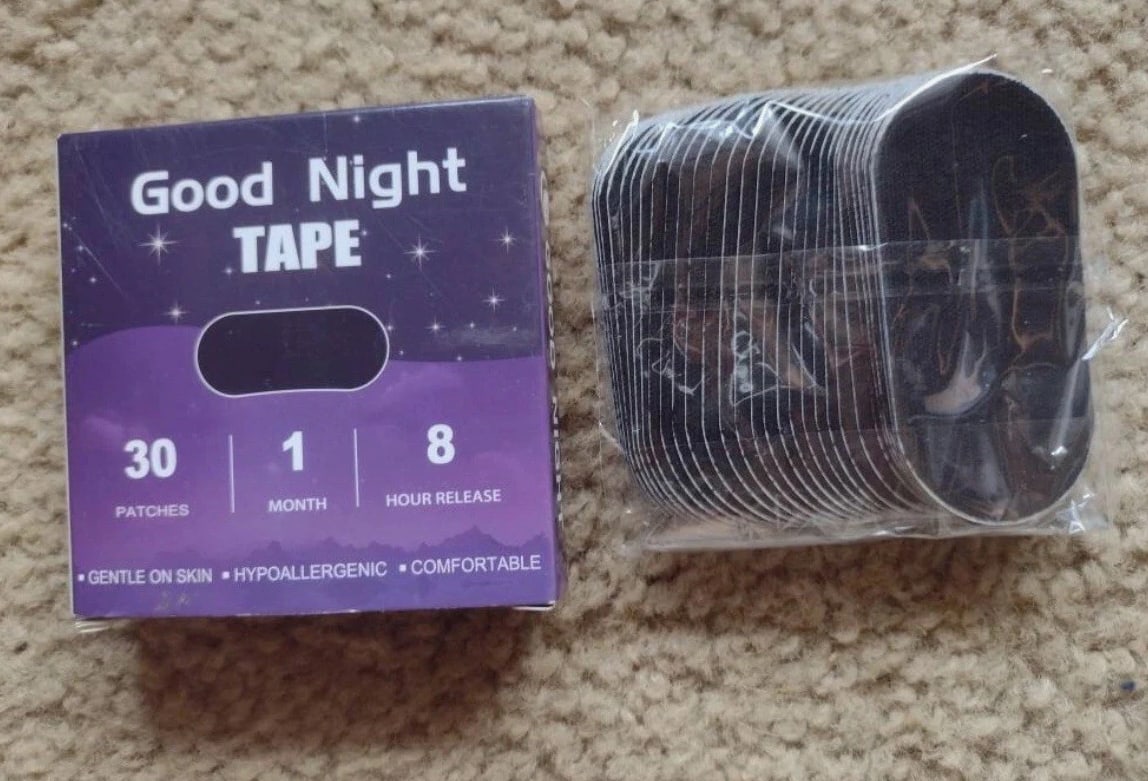 Good Night
TAPE
30
PATCHES
1
MONTH
8
HOUR RELEASE
▪ GENTLE ON SKIN ▪ HYPOALLERGENIC ▪ COMFORTABLE